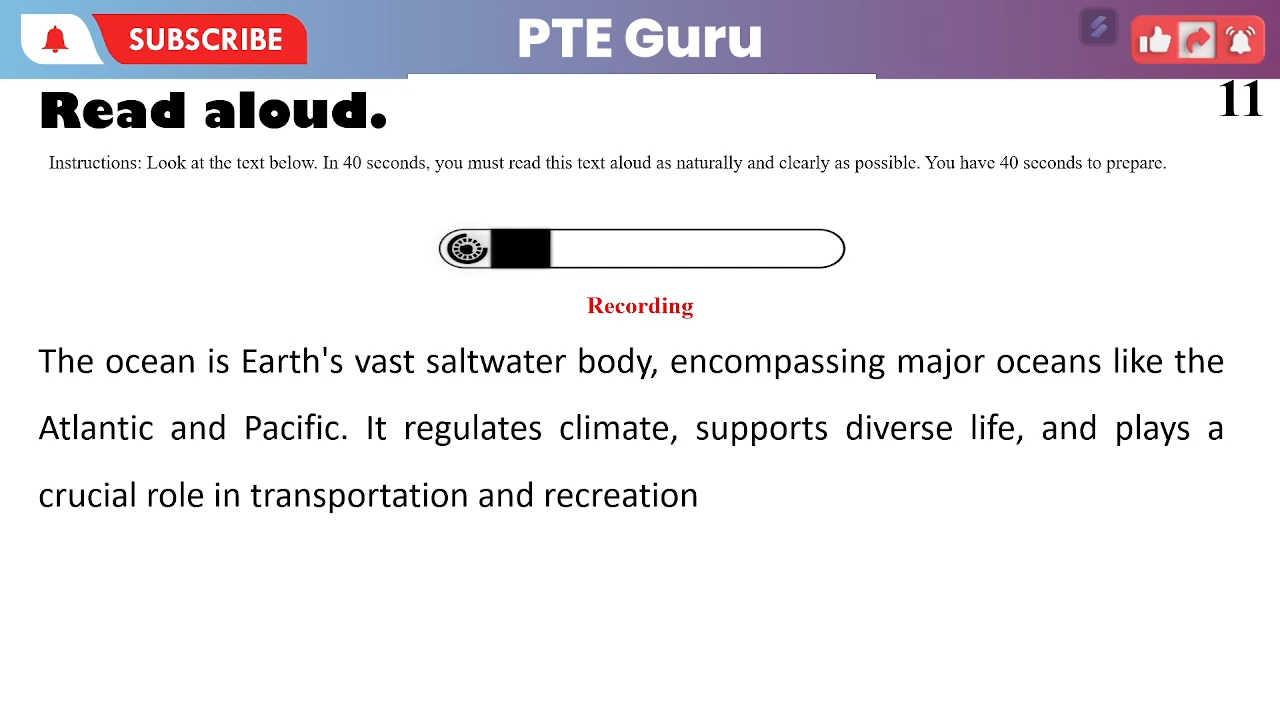 SUBSCRIBE
PTE Guru
Read aloud.
11
Instructions: Look at the text below. In 40 seconds, you must read this text aloud as naturally and clearly as possible. You have 40 seconds to prepare.
Recording
The ocean is Earth's vast saltwater body, encompassing major oceans like the
Atlantic and Pacific. It regulates climate, supports diverse life, and plays a
crucial role in transportation and recreation